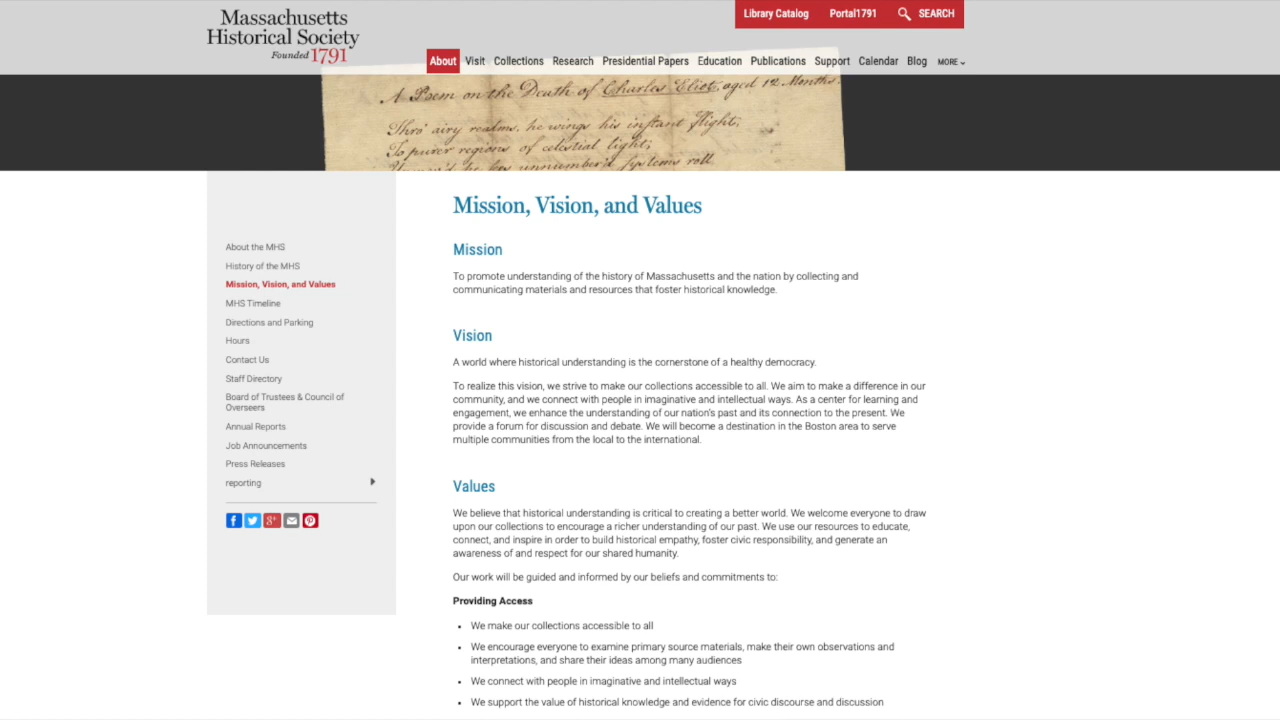 Massachusetts
Historical Society
Founded 1791
Library Catalog Portal1791 SEARCH
About Visit Collections Research Presidential Papers Education Publications Support Calendar Blog MORE
A Poem on the Death of Charles Eliot, aged 12 Months.
Thro' airy realms, he wings his instant flight,
To purer regions of celestial light;
unnumber'd systems roll
Mission, Vision, and Values
About the MHS
History of the MHS
Mission, Vision, and Values
MHS Timeline
Directions and Parking
Hours
Contact Us
Staff Directory
Board of Trustees & Council of
Overseers
Annual Reports
Job Announcements
Press Releases
reporting
Mission
To promote understanding of the history of Massachusetts and the nation by collecting and
communicating materials and resources that foster historical knowledge.
Vision
A world where historical understanding is the cornerstone of a healthy democracy.
To realize this vision, we strive to make our collections accessible to all. We aim to make a difference in our
community, and we connect with people in imaginative and intellectual ways. As a center for learning and
engagement, we enhance the understanding of our nation's past and its connection to the present. We
provide a forum for discussion and debate. We will become a destination in the Boston area to serve
multiple communities from the local to the international.
Values
We believe that historical understanding is critical to creating a better world. We welcome everyone to draw
upon our collections to encourage a richer understanding of our past. We use our resources to educate,
connect, and inspire in order to build historical empathy, foster civic responsibility, and generate an
awareness of and respect for our shared humanity.
Our work will be guided and informed by our beliefs and commitments to:
Providing Access
• We make our collections accessible to all
• We encourage everyone to examine primary source materials, make their own observations and
interpretations, and share their ideas among many audiences
• We connect with people in imaginative and intellectual ways
• We support the value of historical knowledge and evidence for civic discourse and discussion